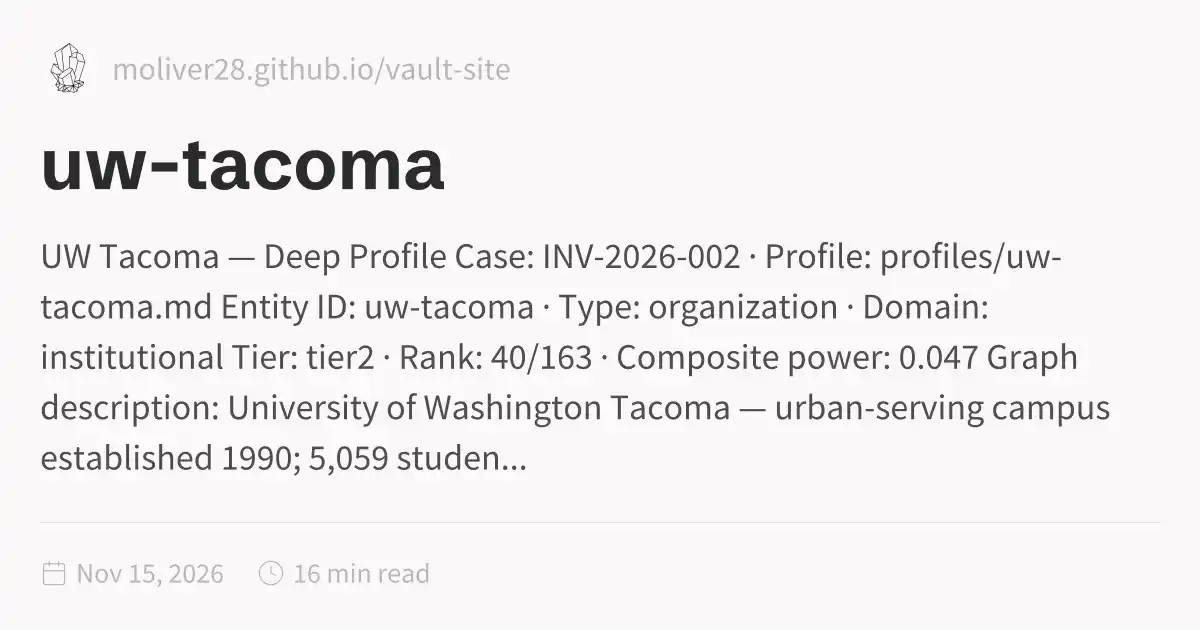 moliver28.github.io/vault-site
uw-tacoma
UW Tacoma — Deep Profile Case: INV-2026-002 · Profile: profiles/uw-
tacoma.md Entity ID: uw-tacoma · Type: organization · Domain:
institutional Tier: tier2 · Rank: 40/163 · Composite power: 0.047 Graph
description: University of Washington Tacoma — urban-serving campus
established 1990; 5,059 studen...
Nov 15, 2026 16 min read